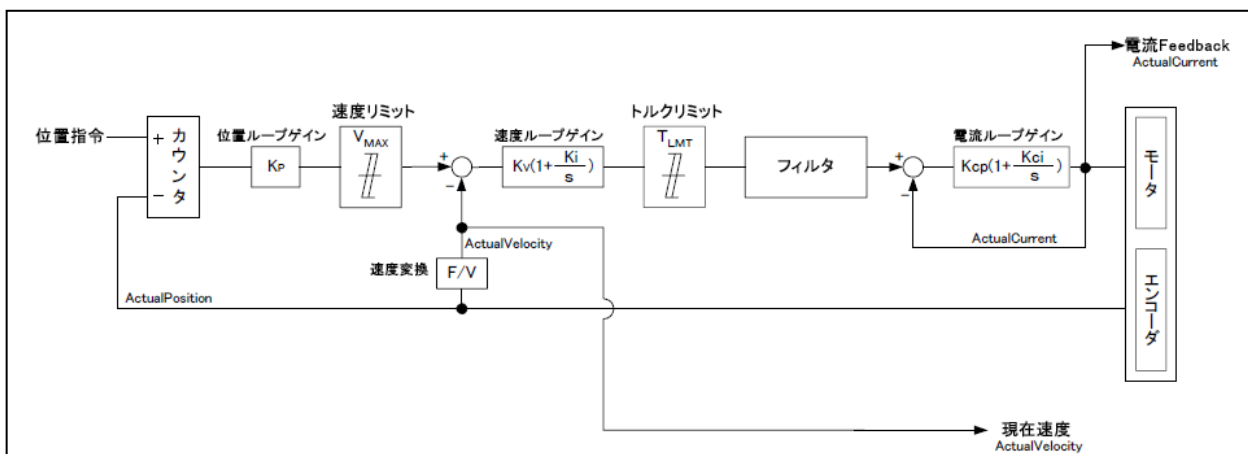 電流Feedback
ActualCurrent
速度リミット
トルクリミット
位置指令
+
カウンタ
−
位置ループゲイン
KP
VMAX
+
−
速度ループゲイン
Kv(1+Ki/s)
TLMT
フィルタ
+
−
電流ループゲイン
Kcp(1+Kci/s)
モータ
ActualVelocity
ActualCurrent
速度変換
F/V
エンコーダ
ActualPosition
現在速度
ActualVelocity